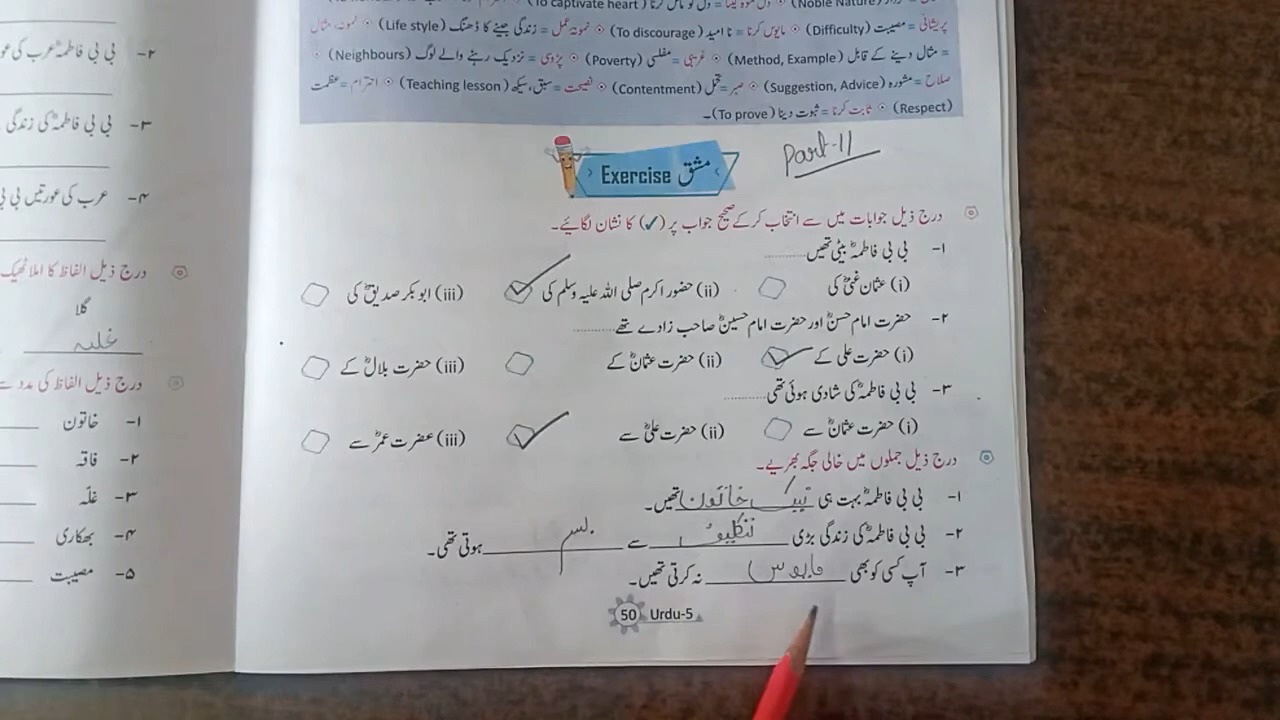 (Noble Nature)
(To captivate heart)
پریشانی = مصیبت (Difficulty) مایوس کرنا = ناامید (To discourage) نمونۂ عمل = زندگی جینے کا ڈھنگ (Life style) نمونہ، مثال
= مثال دینے کے قابل (Method, Example) غریبی = مفلسی (Poverty) پڑوسی = نزدیک رہنے والے لوگ (Neighbours)
صلاح = مشورہ (Suggestion, Advice) صبر = تحمل (Contentment) نصیحت = سبق، سیکھ (Teaching lesson) احترام = عظمت
(Respect) ثابت کرنا = ثبوت دینا (To prove)۔
مشق Exercise
Part-11
درج ذیل جوابات میں سے انتخاب کر کے صحیح جواب پر (✓) کا نشان لگائیے۔
۱- بی بی فاطمہؓ بیٹی تھیں............
(i) عثمان غنیؓ کی (ii) حضور اکرم صلی اللہ علیہ وسلم کی (iii) ابوبکر صدیقؓ کی
۲- حضرت امام حسنؓ اور حضرت امام حسینؓ صاحب زادے تھے............
(i) حضرت علی کے (ii) حضرت عثمانؓ کے (iii) حضرت بلالؓ کے
۳- بی بی فاطمہؓ کی شادی ہوئی تھی............
(i) حضرت عثمانؓ سے (ii) حضرت علیؓ سے (iii) عضرت عمرؓ سے
درج ذیل جملوں میں خالی جگہ بھریے۔
۱- بی بی فاطمہؓ بہت ہی نیک خاتون تھیں۔
۲- بی بی فاطمہؓ کی زندگی بڑی سے بسر ہوتی تھی۔
۳- آپ کسی کو بھی مایوس نہ کرتی تھیں۔
50 Urdu-5
۲- بی بی فاطمہؓ عرب کی
۳- بی بی فاطمہؓ کی زندگی
۴- عرب کی عورتیں بی بی
درج ذیل الفاظ کا املا ٹھیک
گلا
غلبہ
درج ذیل الفاظ کی مدد سے
۱- خاتون
۲- فاقہ
۳- غلّہ
۴- بھکاری
۵- مصیبت